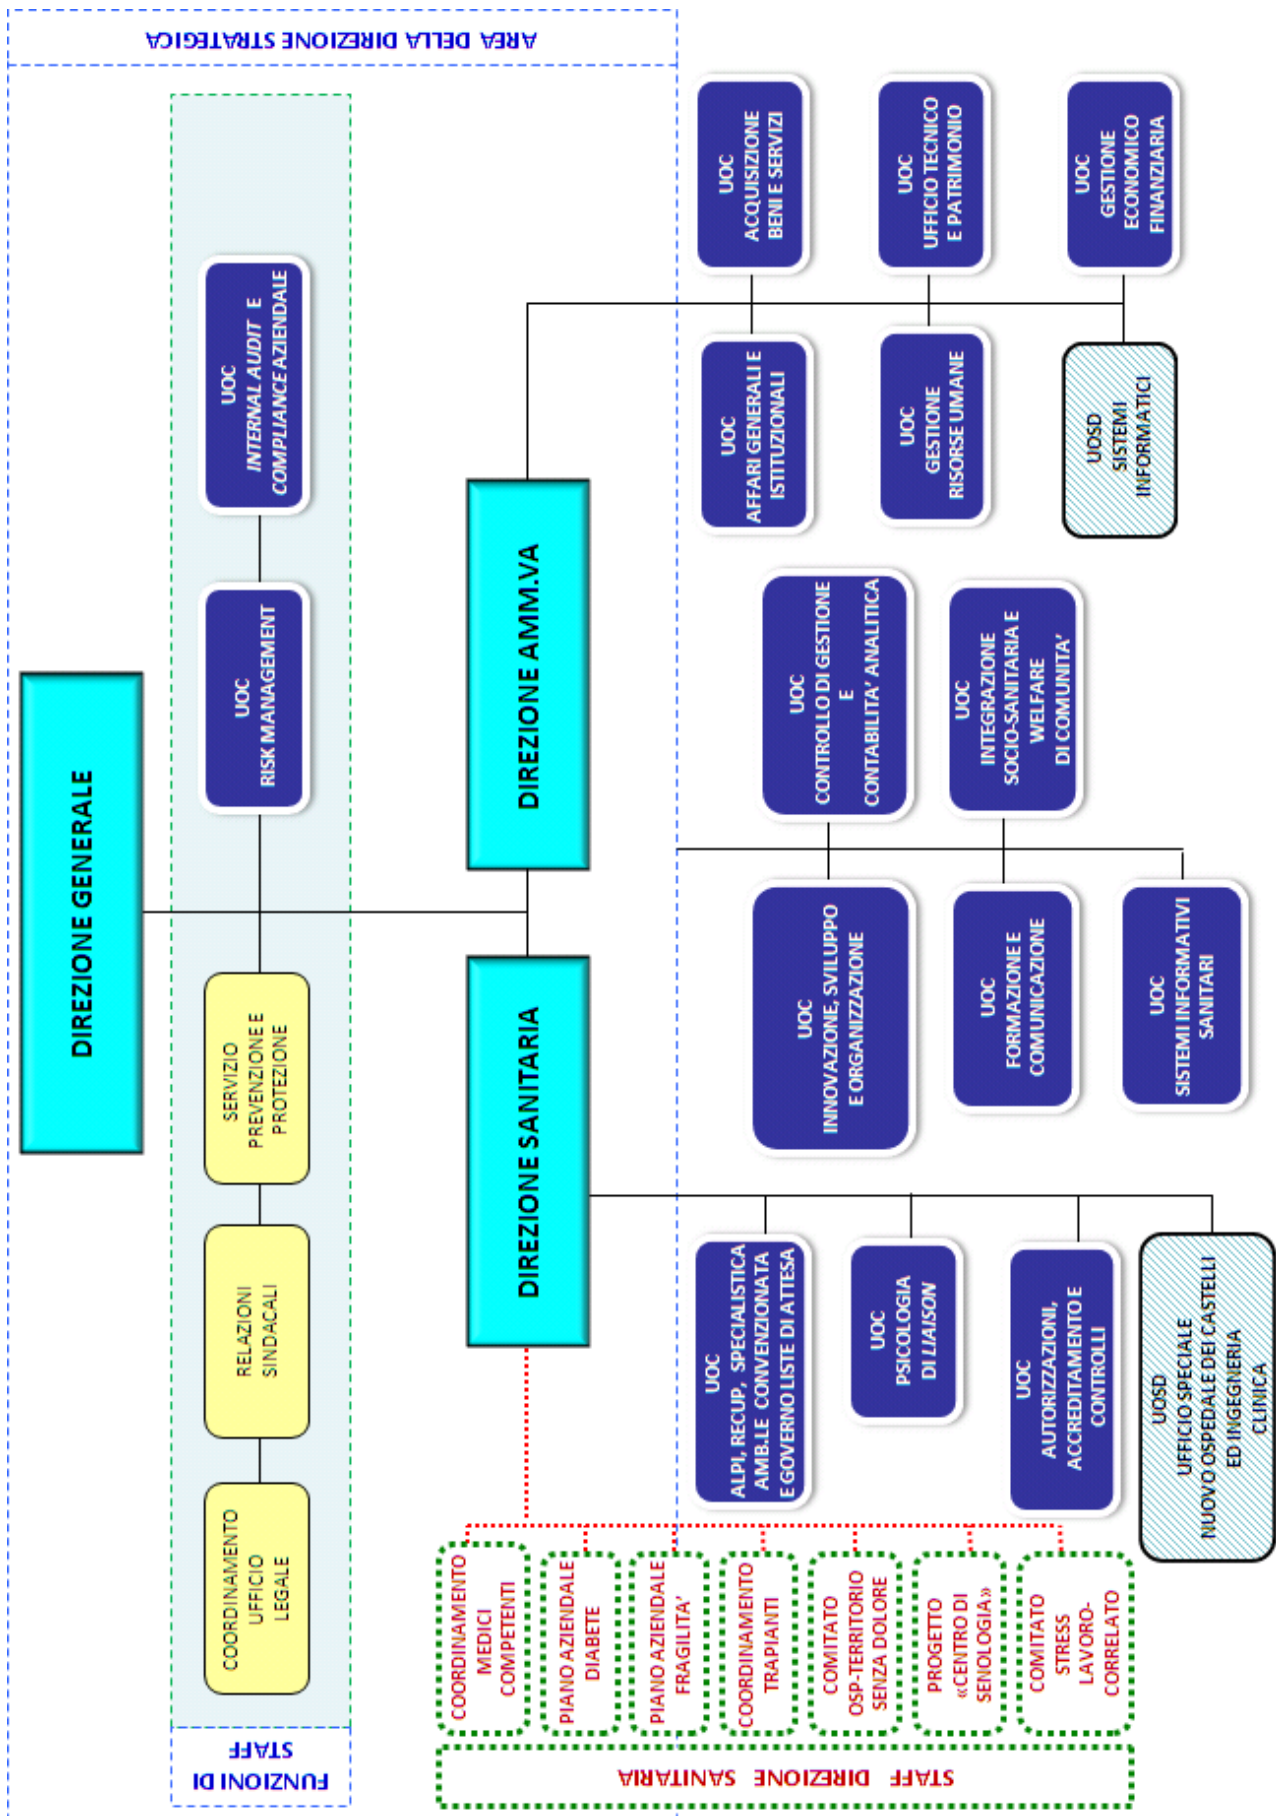 AREA DELLA DIREZIONE STRATEGICA
DIREZIONE GENERALE
FUNZIONI DI
STAFF
COORDINAMENTO
UFFICIO
LEGALE
RELAZIONI
SINDACALI
SERVIZIO
PREVENZIONE E
PROTEZIONE
UOC
RISK MANAGEMENT
UOC
INTERNAL AUDIT E
COMPLIANCE AZIENDALE
DIREZIONE SANITARIA
DIREZIONE AMM.VA
STAFF DIREZIONE SANITARIA
COORDINAMENTO
MEDICI
COMPETENTI
PIANO AZIENDALE
DIABETE
PIANO AZIENDALE
FRAGILITA’
COORDINAMENTO
TRAPIANTI
COMITATO
OSP-TERRITORIO
SENZA DOLORE
PROGETTO
«CENTRO DI
SENOLOGIA»
COMITATO
STRESS
LAVORO-
CORRELATO
UOC
ALPI, RECUP, SPECIALISTICA
AMB.LE CONVENZIONATA
E GOVERNO LISTE DI ATTESA
UOC
PSICOLOGIA
DI LIAISON
UOC
AUTORIZZAZIONI,
ACCREDITAMENTO E
CONTROLLI
UOSD
UFFICIO SPECIALE
NUOVO OSPEDALE DEI CASTELLI
ED INGEGNERIA
CLINICA
UOC
INNOVAZIONE, SVILUPPO
E ORGANIZZAZIONE
UOC
CONTROLLO DI GESTIONE
E
CONTABILITA’ ANALITICA
UOC
FORMAZIONE E
COMUNICAZIONE
UOC
INTEGRAZIONE
SOCIO-SANITARIA E
WELFARE
DI COMUNITA’
UOC
SISTEMI INFORMATIVI
SANITARI
UOC
AFFARI GENERALI E
ISTITUZIONALI
UOC
ACQUISIZIONE
BENI E SERVIZI
UOC
GESTIONE
RISORSE UMANE
UOC
UFFICIO TECNICO
E PATRIMONIO
UOSD
SISTEMI
INFORMATICI
UOC
GESTIONE
ECONOMICO
FINANZIARIA